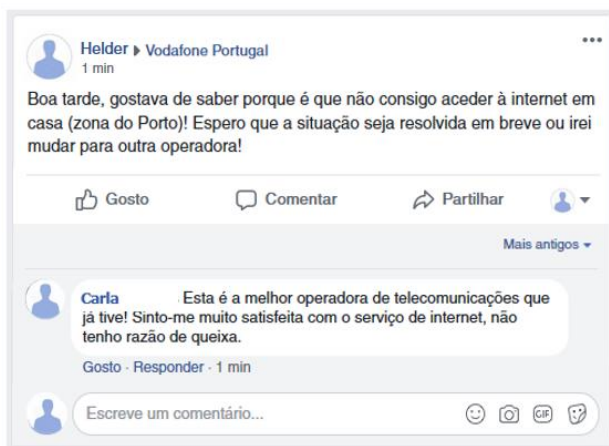 Helder ▸ Vodafone Portugal
1 min
Boa tarde, gostava de saber porque é que não consigo aceder à internet em
casa (zona do Porto)! Espero que a situação seja resolvida em breve ou irei
mudar para outra operadora!
Gosto Comentar Partilhar
Mais antigos
Carla Esta é a melhor operadora de telecomunicações que
já tive! Sinto-me muito satisfeita com o serviço de internet, não
tenho razão de queixa.
Gosto · Responder · 1 min
Escreve um comentário... GIF